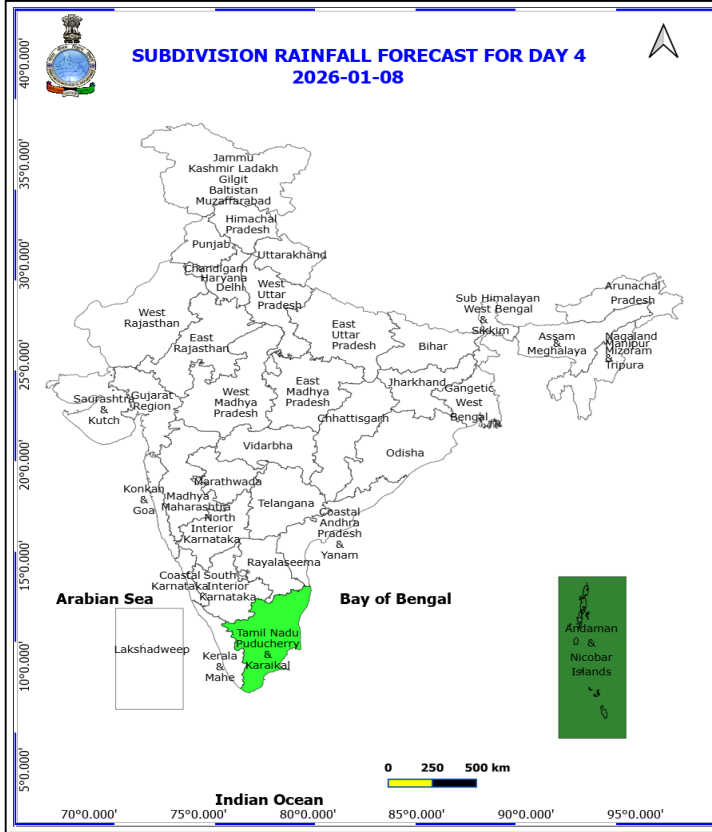 SUBDIVISION RAINFALL FORECAST FOR DAY 4
2026-01-08
40°0.000'
35°0.000'
30°0.000'
25°0.000'
20°0.000'
15°0.000'
10°0.000'
5°0.000'
Jammu
Kashmir Ladakh
Gilgit
Baltistan
Muzaffarabad
Himachal
Pradesh
Punjab
Uttarakhand
Chandigarh
Haryana
Delhi
West
Uttar
Pradesh
West
Rajasthan
East
Rajasthan
East
Uttar
Pradesh
Bihar
Sub Himalayan
West Bengal
&
Sikkim
Arunachal
Pradesh
Assam
&
Meghalaya
Nagaland
Manipur
Mizoram
&
Tripura
Saurashtra
&
Kutch
Gujarat
Region
West
Madhya
Pradesh
East
Madhya
Pradesh
Jharkhand
Gangetic
West
Bengal
Chhattisgarh
Odisha
Vidarbha
Konkan
&
Goa
Madhya
Maharashtra
Marathwada
Telangana
North
Interior
Karnataka
Coastal
Andhra
Pradesh
&
Yanam
Rayalaseema
Coastal
Karnataka
South
Interior
Karnataka
Arabian Sea
Bay of Bengal
Lakshadweep
Kerala
&
Mahe
Tamil Nadu
Puducherry
&
Karaikal
Andaman
&
Nicobar
Islands
0 250 500 km
Indian Ocean
70°0.000' 75°0.000' 80°0.000' 85°0.000' 90°0.000' 95°0.000'